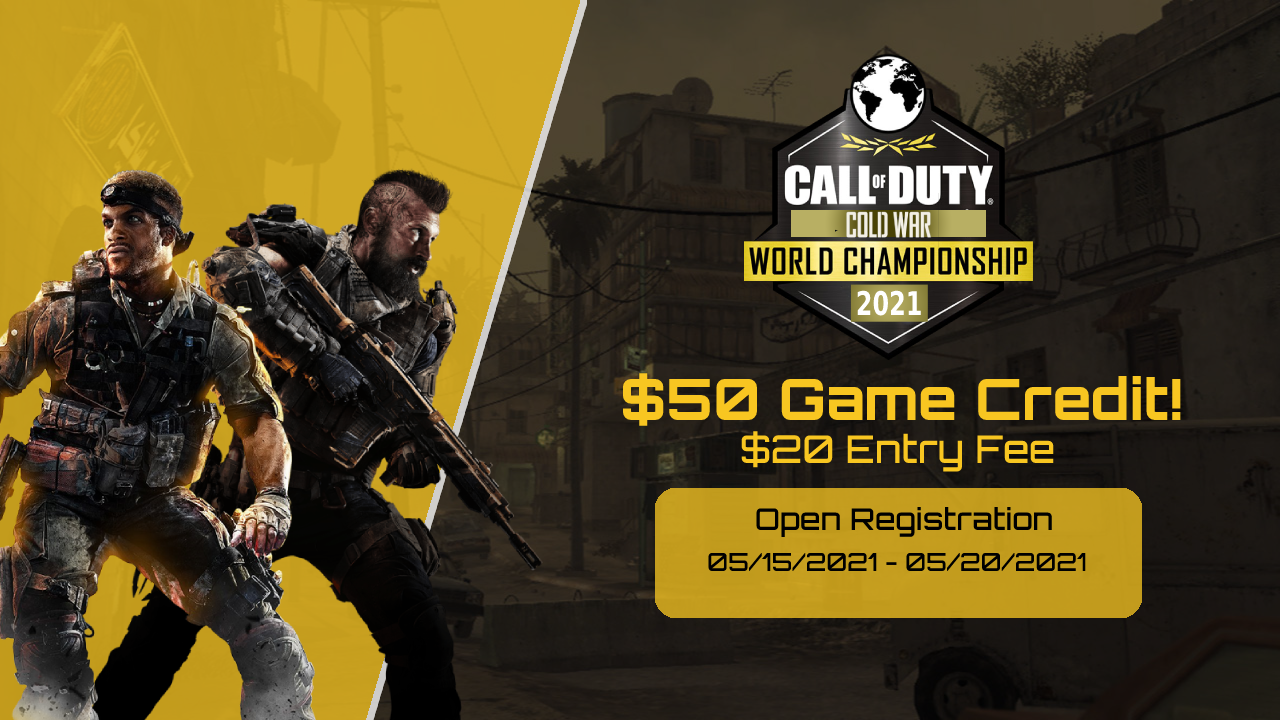 CALL OF DUTY®
COLD WAR
WORLD CHAMPIONSHIP
2021
$50 Game Credit!
$20 Entry Fee
Open Registration
05/15/2021 - 05/20/2021